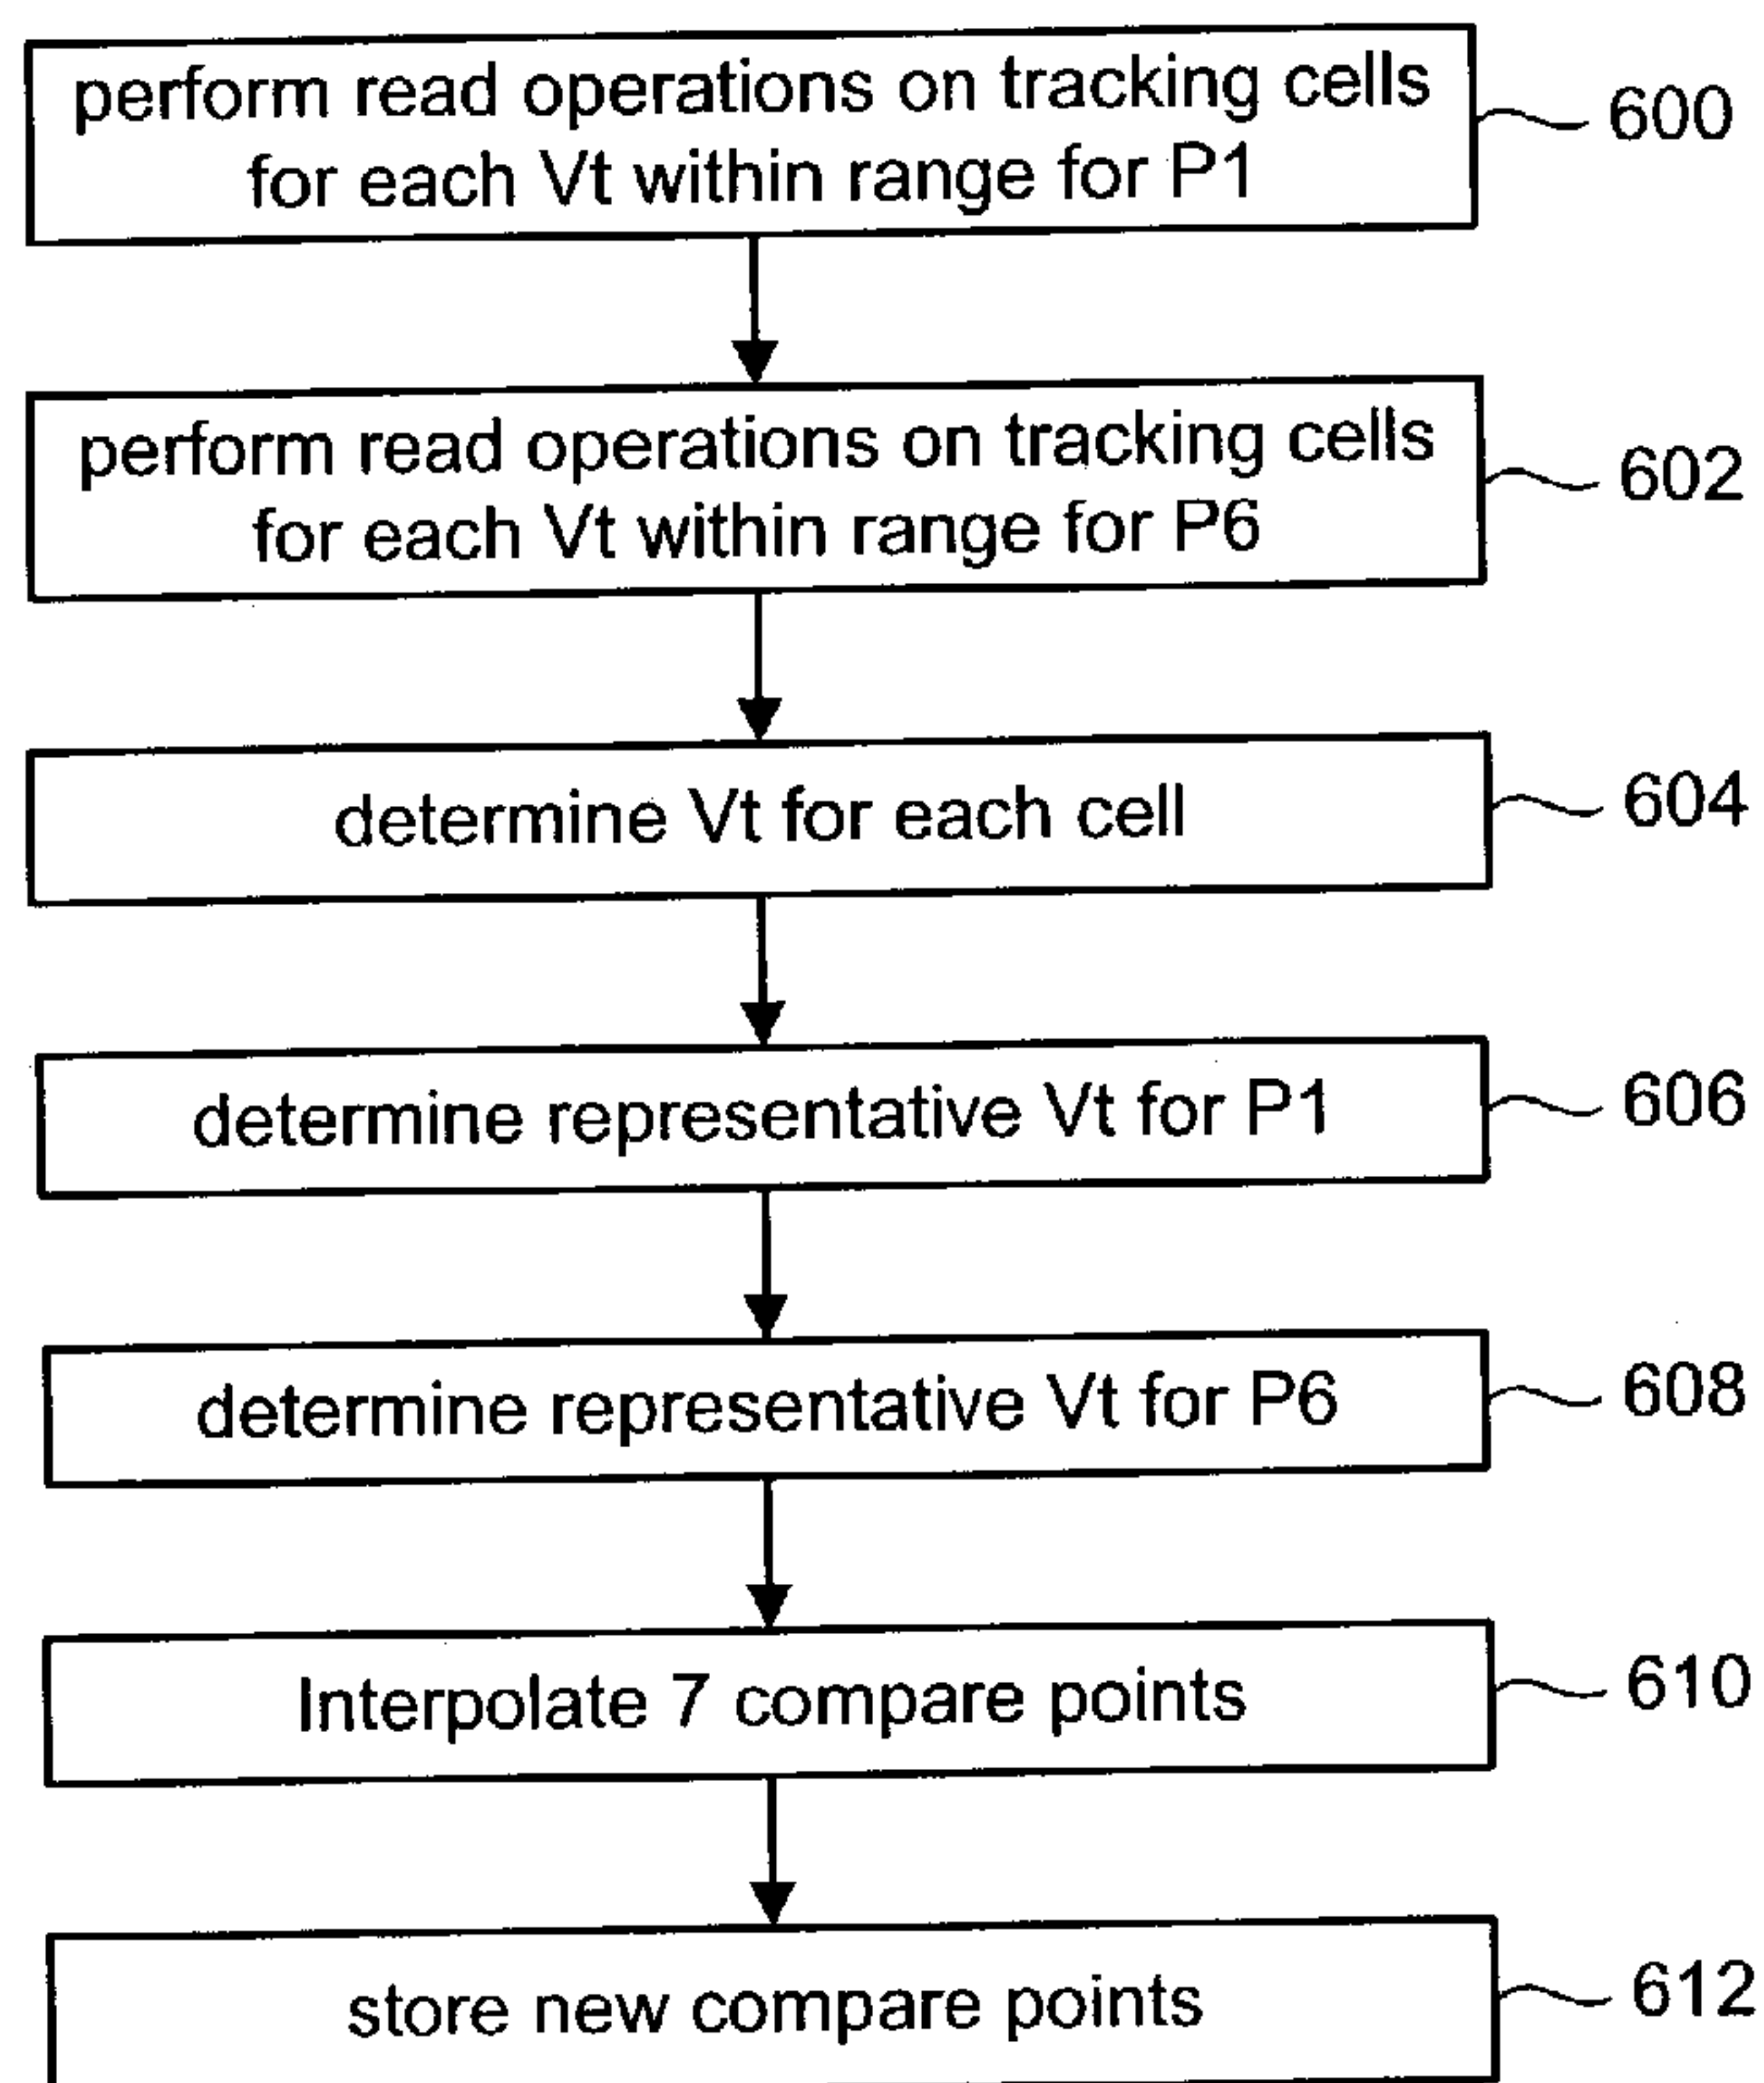 perform read operations on tracking cells
for each Vt within range for P1
600
perform read operations on tracking cells
for each Vt within range for P6
602
determine Vt for each cell
604
determine representative Vt for P1
606
determine representative Vt for P6
608
Interpolate 7 compare points
610
store new compare points
612